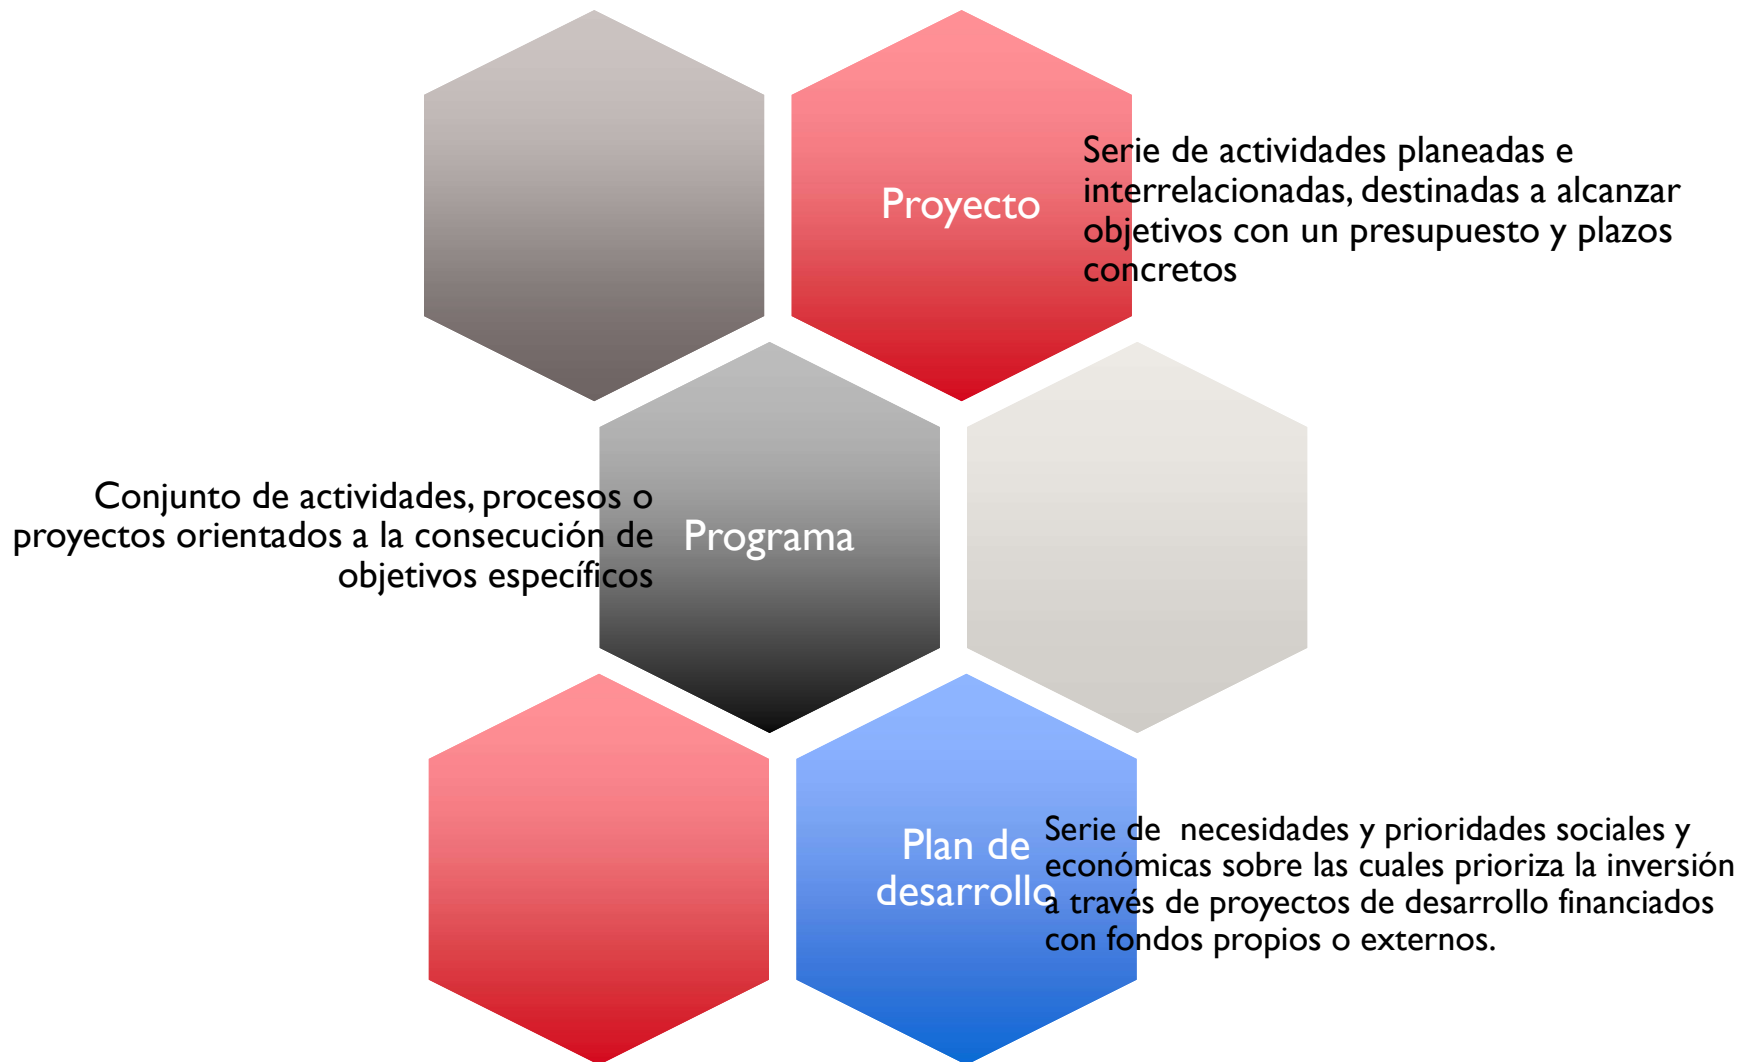 Proyecto
Serie de actividades planeadas e
interrelacionadas, destinadas a alcanzar
objetivos con un presupuesto y plazos
concretos
Conjunto de actividades, procesos o
proyectos orientados a la consecución de
objetivos específicos
Programa
Plan de
desarrollo
Serie de  necesidades y prioridades sociales y
económicas sobre las cuales prioriza la inversión
a través de proyectos de desarrollo financiados
con fondos propios o externos.